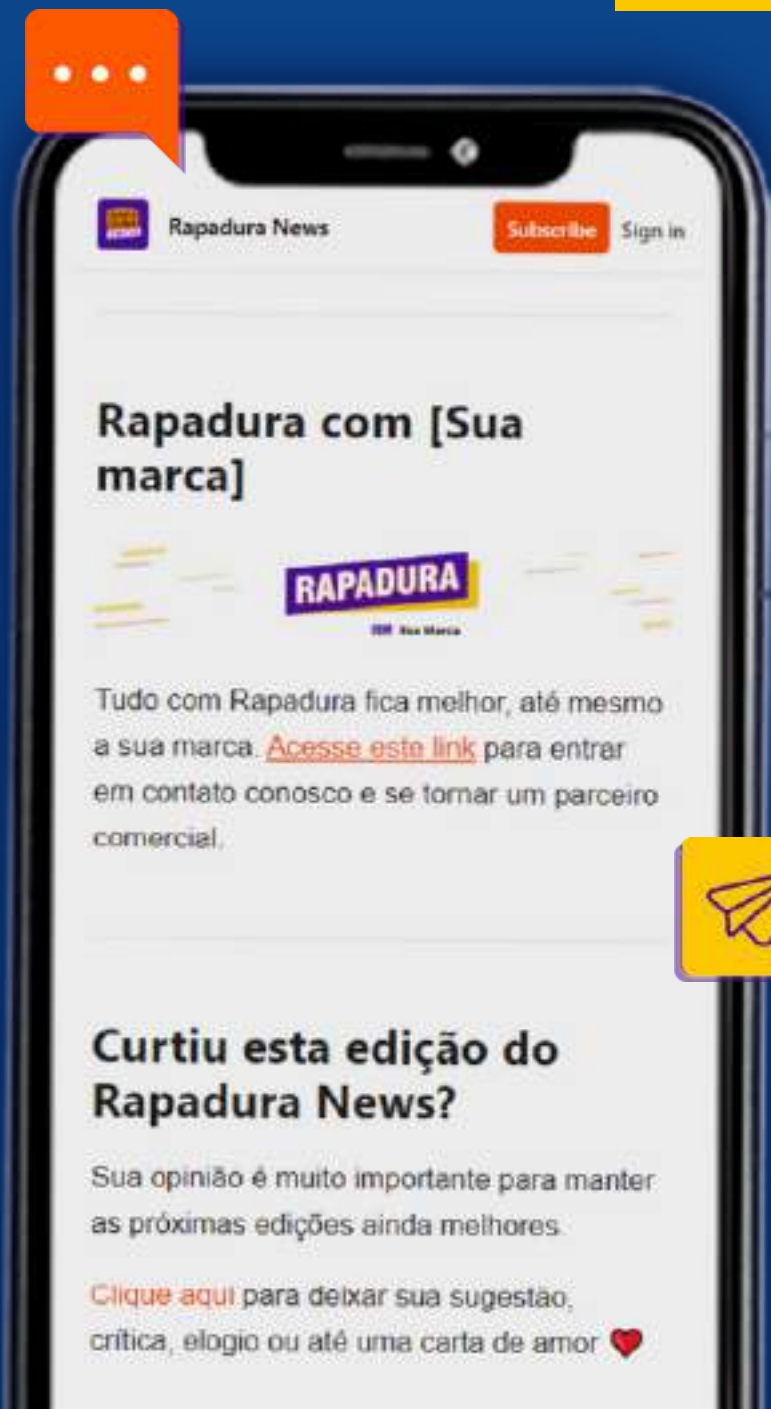 Rapadura News
Subscribe
Sign in
Rapadura com [Sua
marca]
RAPADURA
Sua Marca
Tudo com Rapadura fica melhor, até mesmo
a sua marca. Acesse este link para entrar
em contato conosco e se tornar um parceiro
comercial.
Curtiu esta edição do
Rapadura News?
Sua opinião é muito importante para manter
as próximas edições ainda melhores.
Clique aqui para deixar sua sugestão,
crítica, elogio ou até uma carta de amor